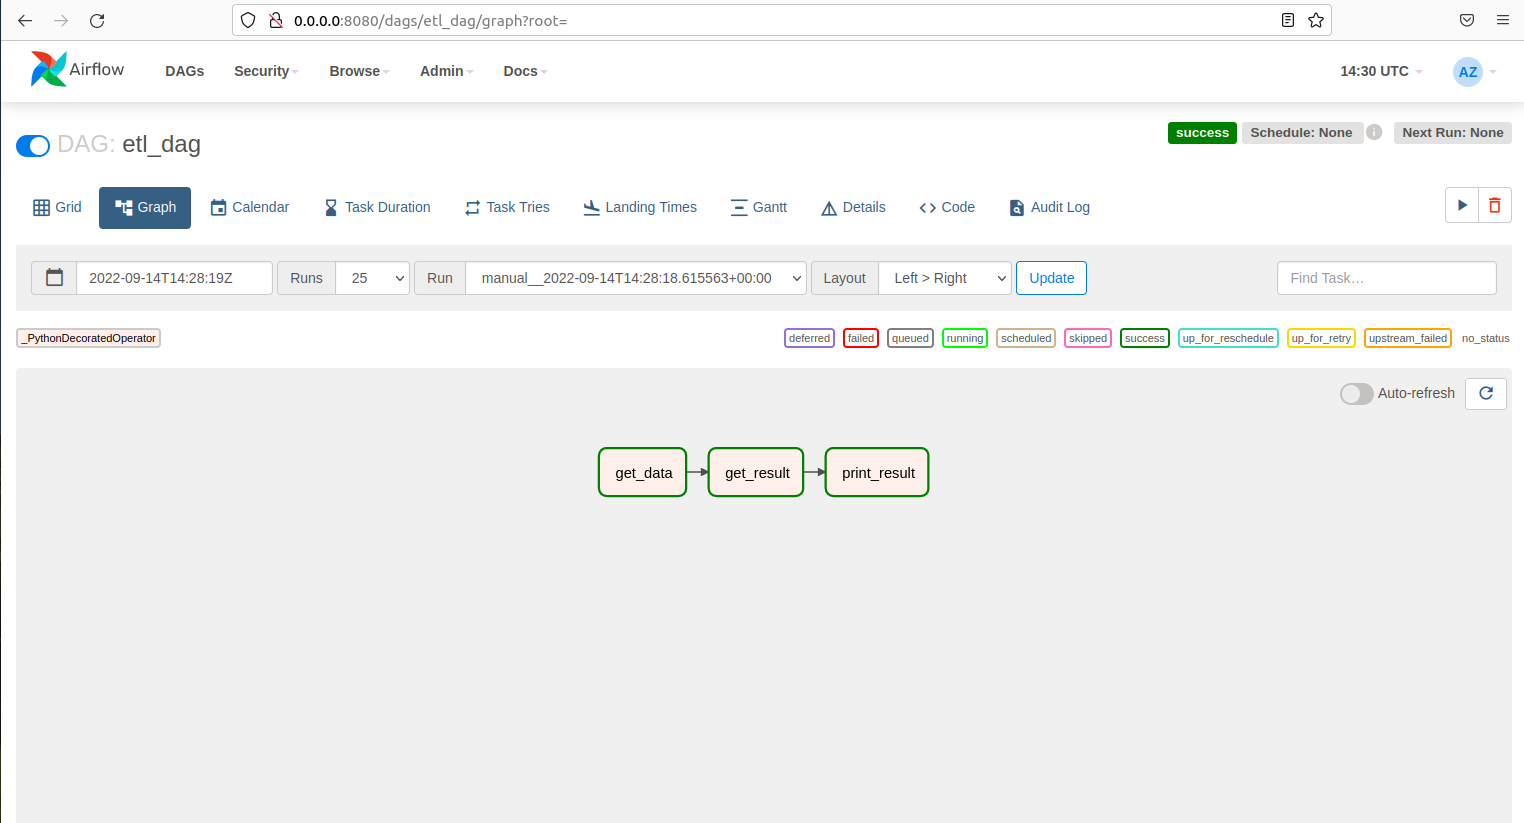 0.0.0.0:8080/dags/etl_dag/graph?root=
Airflow DAGs Security Browse Admin Docs 14:30 UTC AZ
DAG: etl_dag success Schedule: None i Next Run: None
Grid Graph Calendar Task Duration Task Tries Landing Times Gantt Details Code Audit Log
2022-09-14T14:28:19Z Runs 25 Run manual__2022-09-14T14:28:18.615563+00:00 Layout Left > Right Update Find Task...
_PythonDecoratedOperator deferred failed queued running scheduled skipped success up_for_reschedule up_for_retry upstream_failed no_status
Auto-refresh
get_data get_result print_result